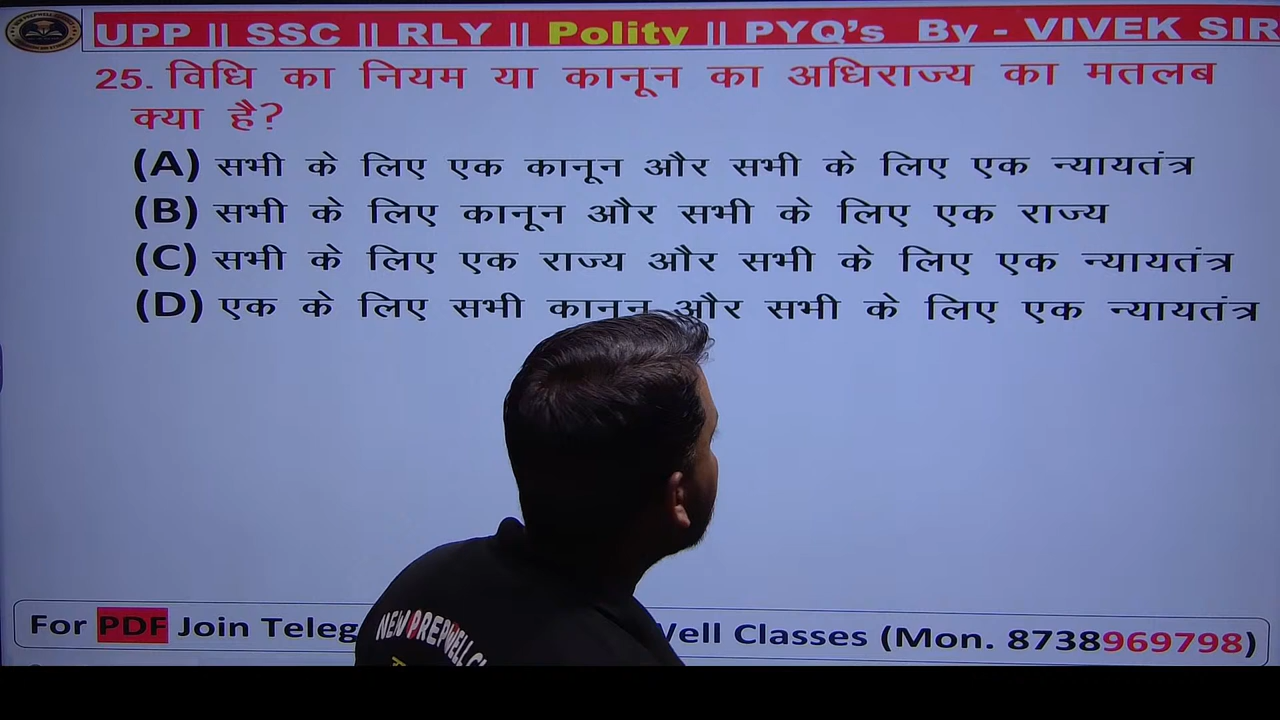 UPP || SSC || RLY || Polity || PYQ's By - VIVEK SIR
25. विधि का नियम या कानून का अधिराज्य का मतलब
क्या है?
(A) सभी के लिए एक कानून और सभी के लिए एक न्यायतंत्र
(B) सभी के लिए कानून और सभी के लिए एक राज्य
(C) सभी के लिए एक राज्य और सभी के लिए एक न्यायतंत्र
(D) एक के लिए सभी कानून और सभी के लिए एक न्यायतंत्र
For PDF Join Teleg Well Classes (Mon. 8738969798)
NEW PREPWELL